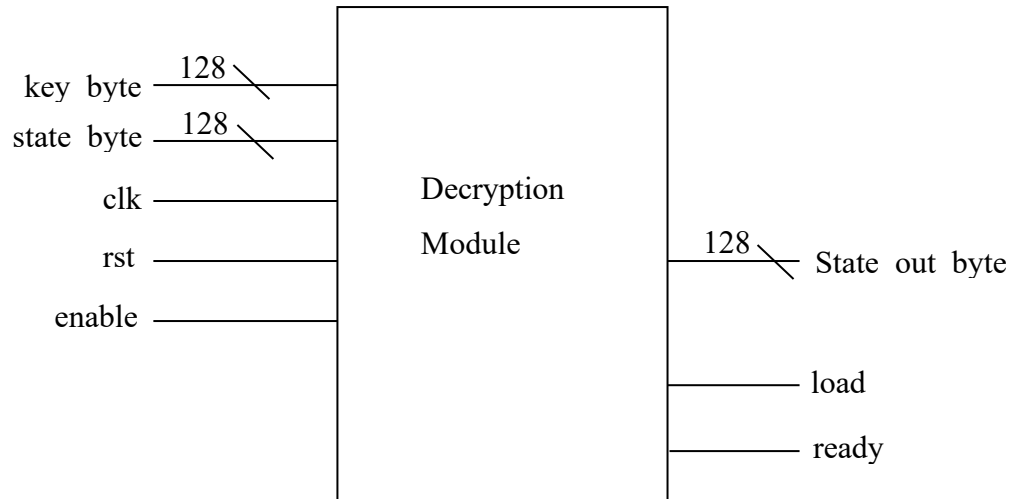 128
key byte
128
state byte
clk
rst
enable
Decryption
Module
128
State out byte
load
ready